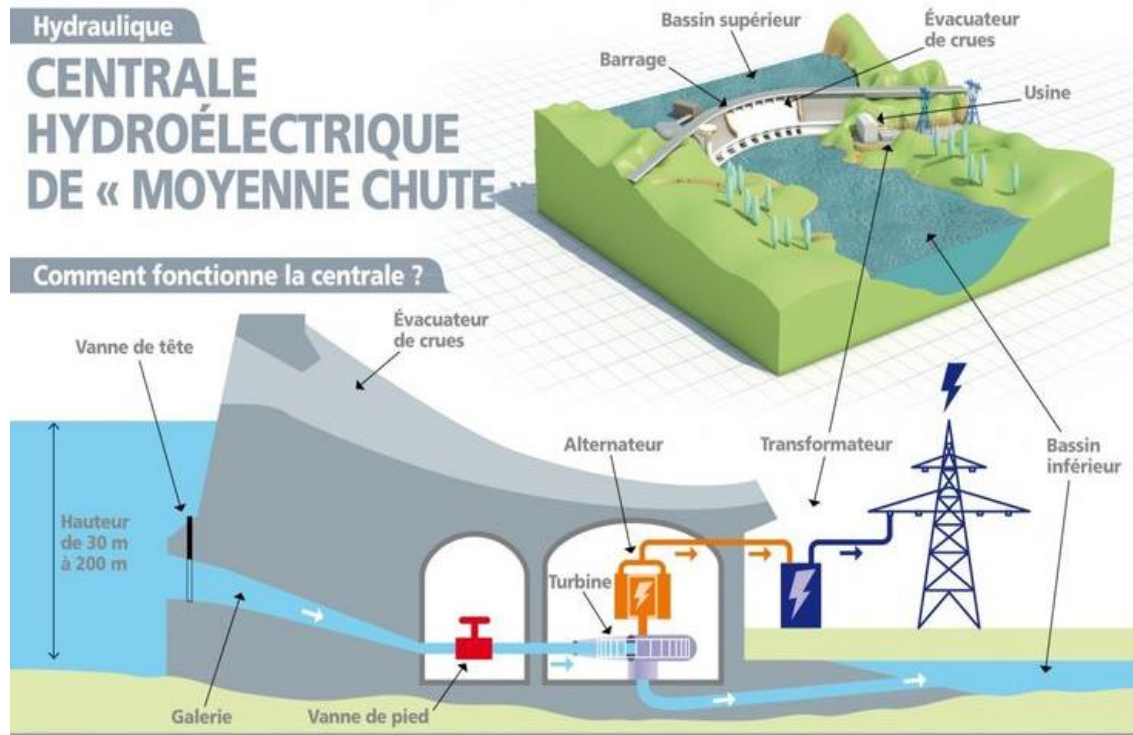 Hydraulique
CENTRALE
HYDROÉLECTRIQUE
DE « MOYENNE CHUTE »
Bassin supérieur
Évacuateur
de crues
Barrage
Usine
Comment fonctionne la centrale ?
Évacuateur
de crues
Vanne de tête
Alternateur
Transformateur
Bassin
inférieur
Hauteur
de 30 m
à 200 m
Turbine
Galerie
Vanne de pied